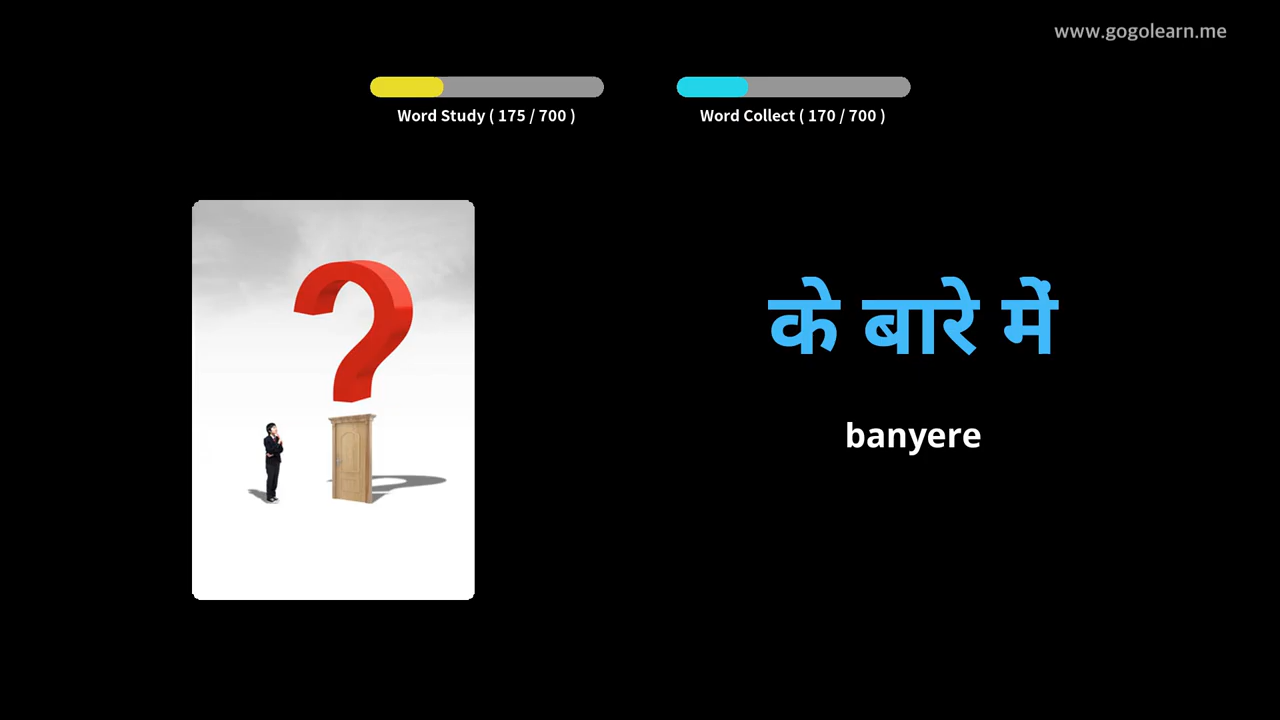 www.gogolearn.me
Word Study ( 175 / 700 )
Word Collect ( 170 / 700 )
के बारे में
banyere